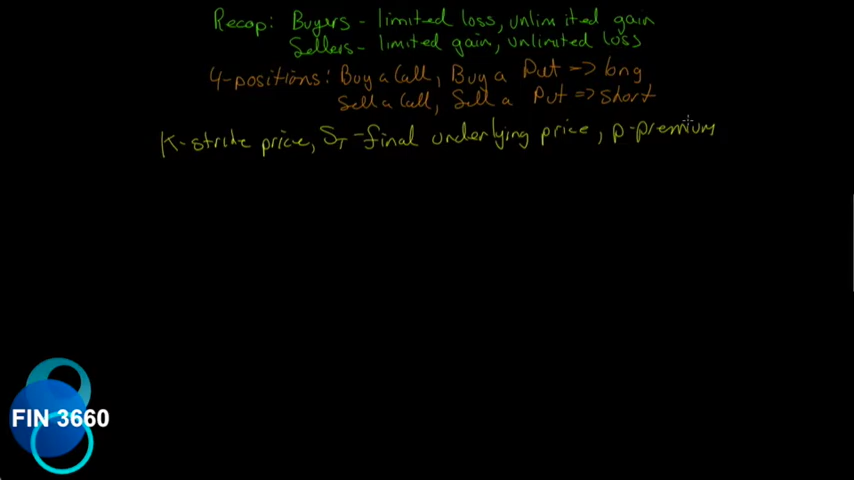 Recap: Buyers - limited loss, unlimited gain
Sellers - limited gain, unlimited loss
4-positions: Buy a Call, Buy a Put => long
Sell a Call, Sell a Put => short
K-strike price, S_T - final underlying price, p-premium
FIN 3660